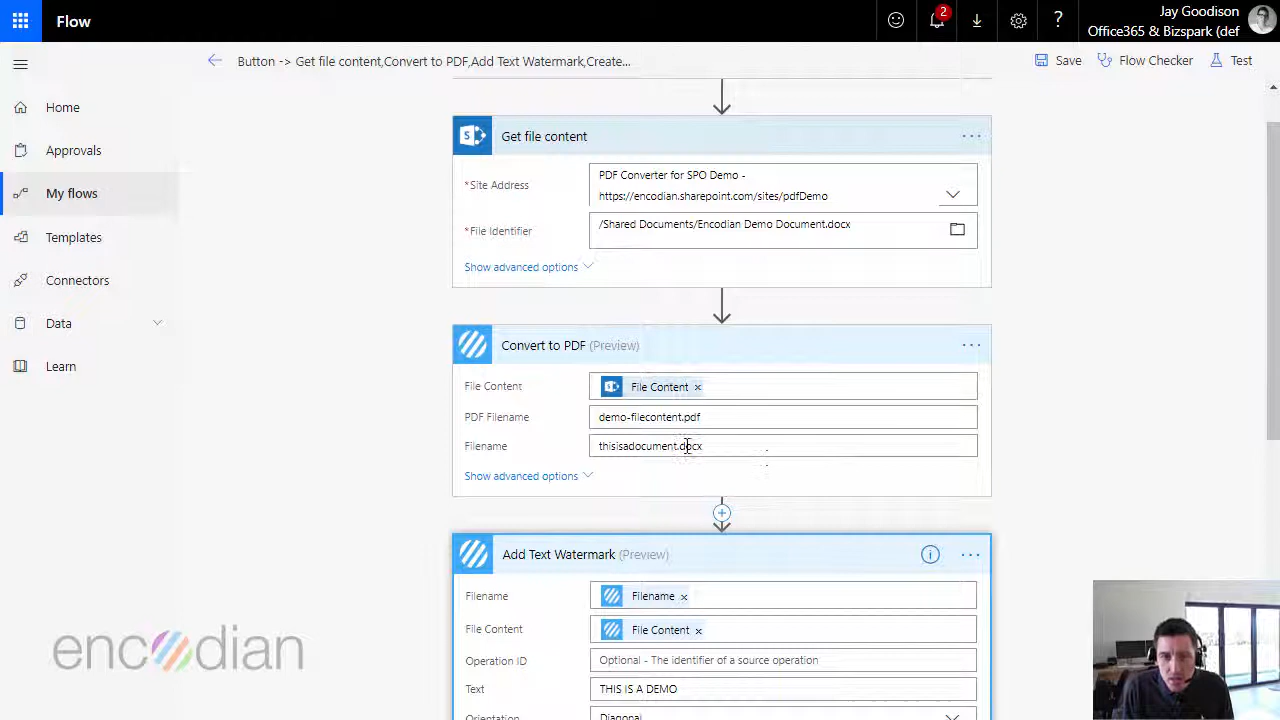 Flow
2
?
Jay Goodison
Office365 & Bizspark (def
Button -> Get file content,Convert to PDF,Add Text Watermark,Create...
Save
Flow Checker
Test
Home
Approvals
My flows
Templates
Connectors
Data
Learn
S
Get file content
...
*Site Address
PDF Converter for SPO Demo -
https://encodian.sharepoint.com/sites/pdfDemo
*File Identifier
/Shared Documents/Encodian Demo Document.docx
Show advanced options
Convert to PDF (Preview)
...
File Content
File Content ×
PDF Filename
demo-filecontent.pdf
Filename
thisisadocument.docx
Show advanced options
Add Text Watermark (Preview)
...
Filename
Filename ×
File Content
File Content ×
Operation ID
Optional - The identifier of a source operation
Text
THIS IS A DEMO
Orientation
Diagonal
encodian